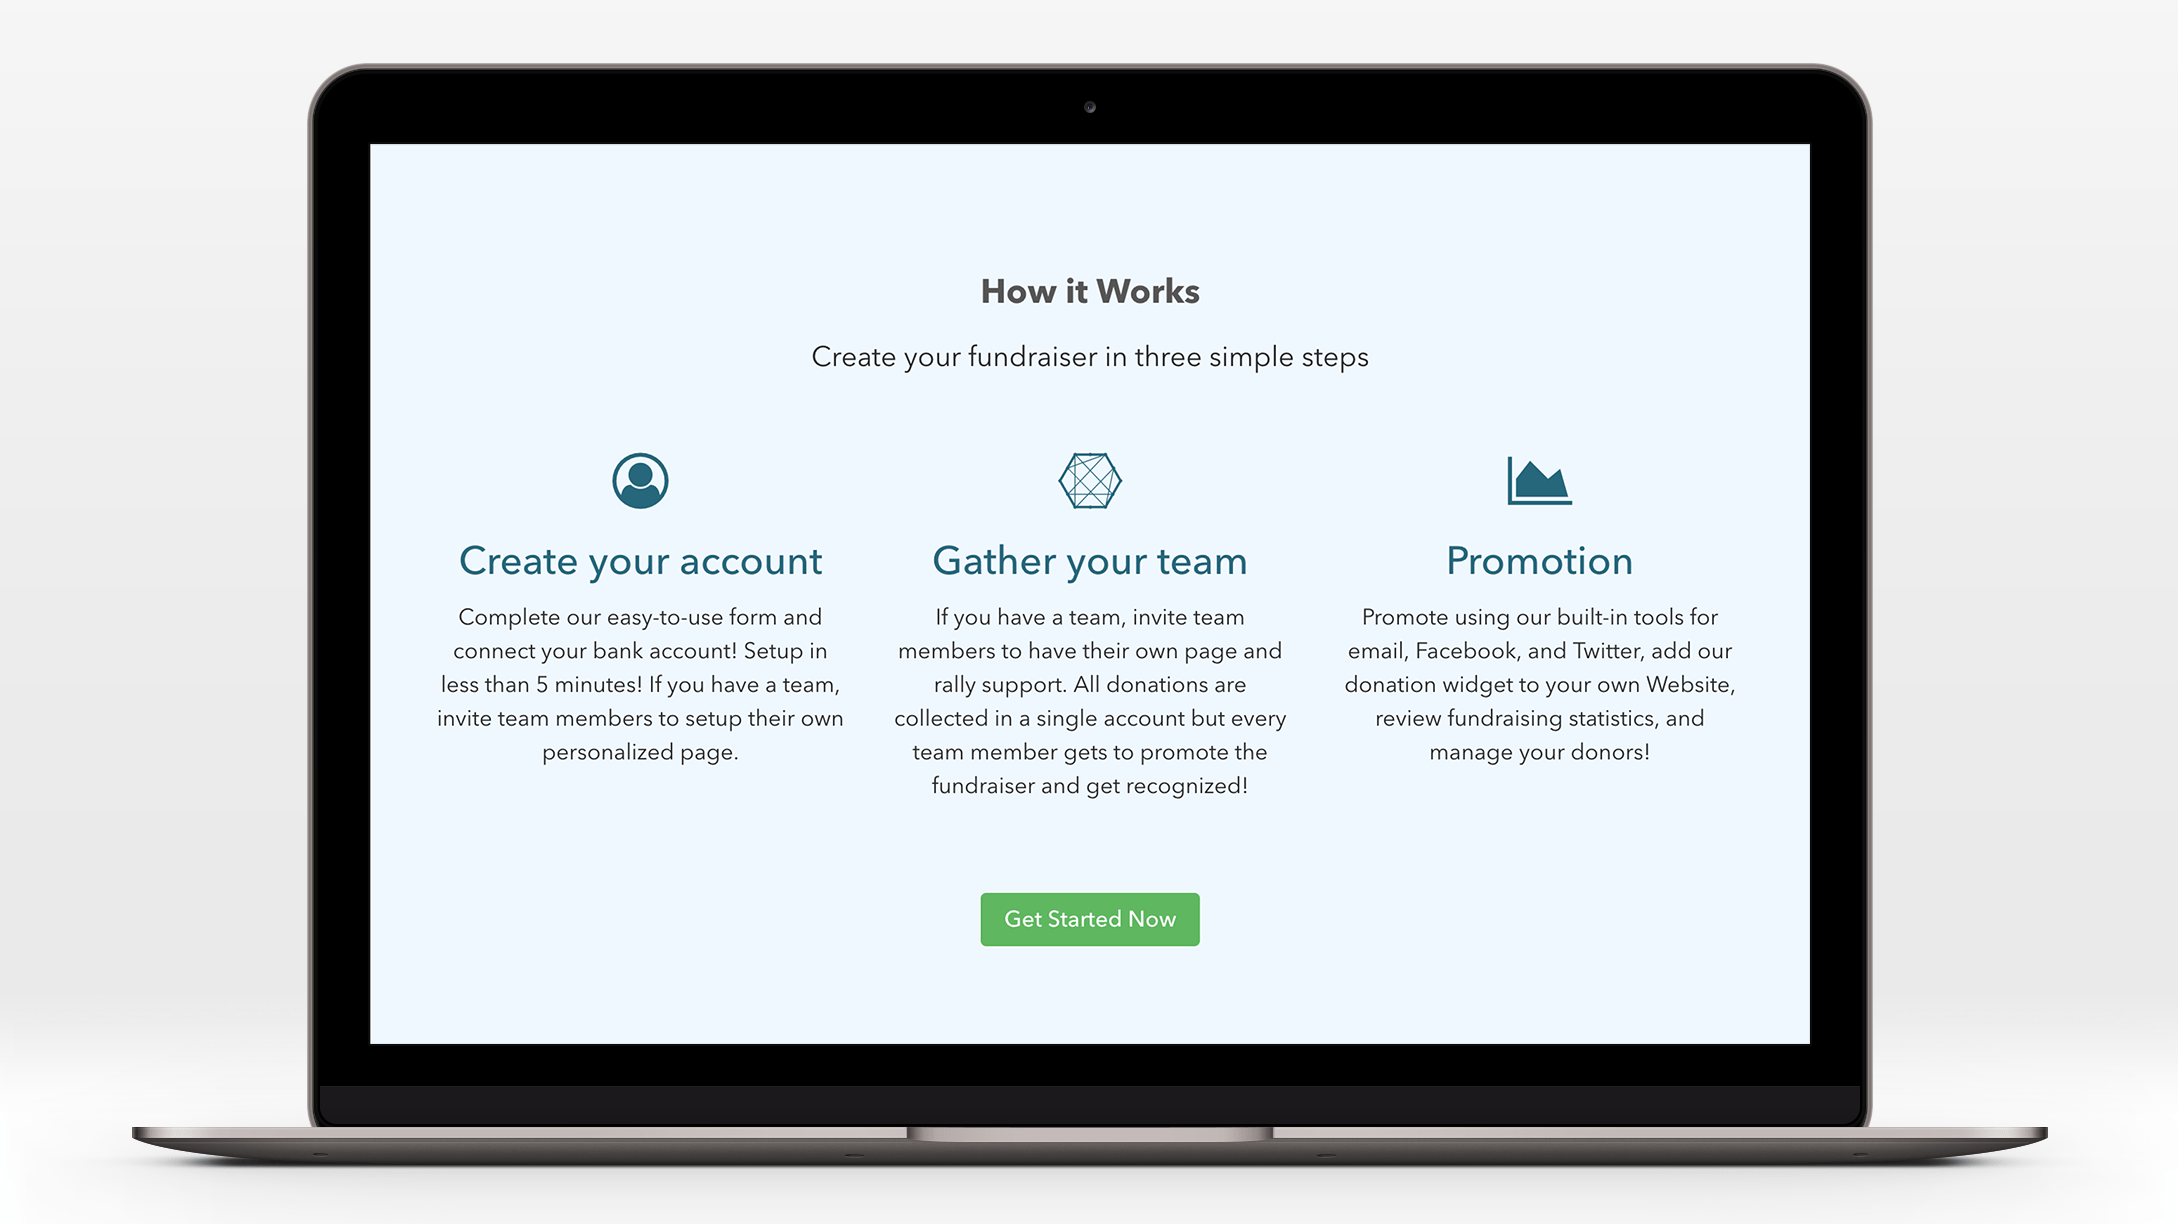 How it Works
Create your fundraiser in three simple steps
Create your account
Complete our easy-to-use form and
connect your bank account! Setup in
less than 5 minutes! If you have a team,
invite team members to setup their own
personalized page.
Gather your team
If you have a team, invite team
members to have their own page and
rally support. All donations are
collected in a single account but every
team member gets to promote the
fundraiser and get recognized!
Promotion
Promote using our built-in tools for
email, Facebook, and Twitter, add our
donation widget to your own Website,
review fundraising statistics, and
manage your donors!
Get Started Now